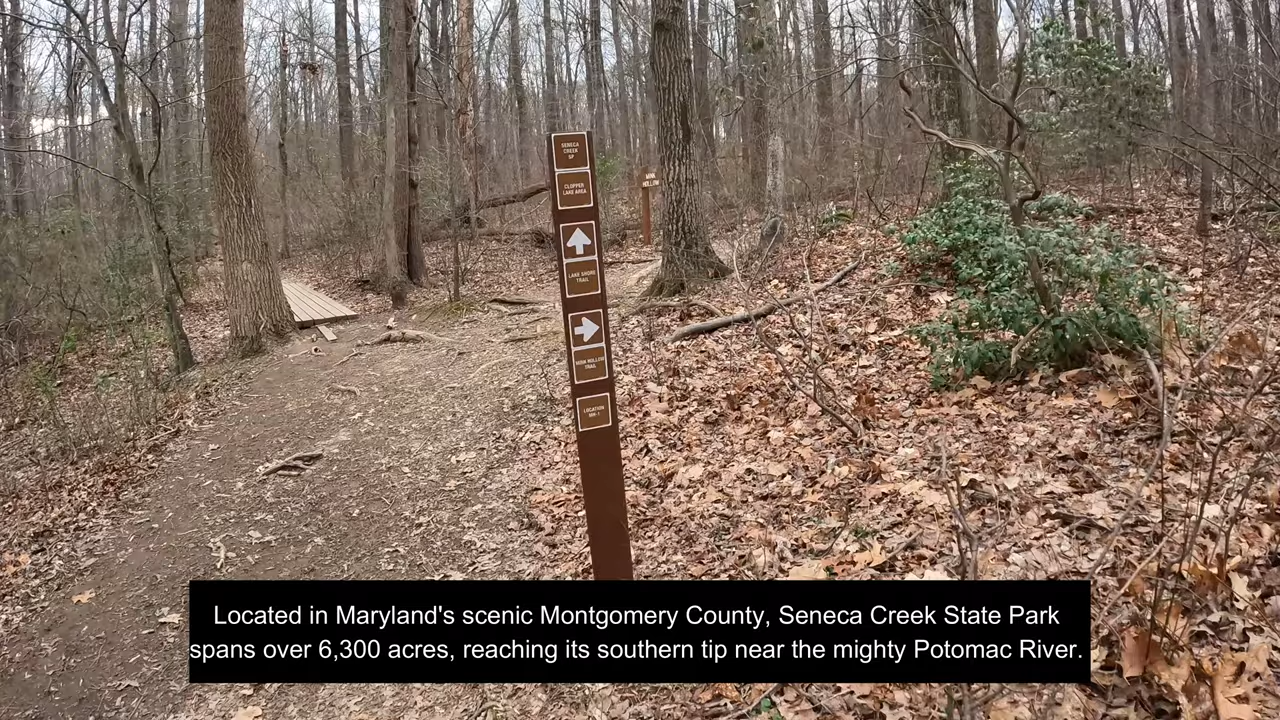 SENECA
CREEK
SP
CLOPPER
LAKE AREA
LAKE SHORE
TRAIL
MINK HOLLOW
TRAIL
LOCATION
MINK
HOLLOW
Located in Maryland's scenic Montgomery County, Seneca Creek State Park
spans over 6,300 acres, reaching its southern tip near the mighty Potomac River.